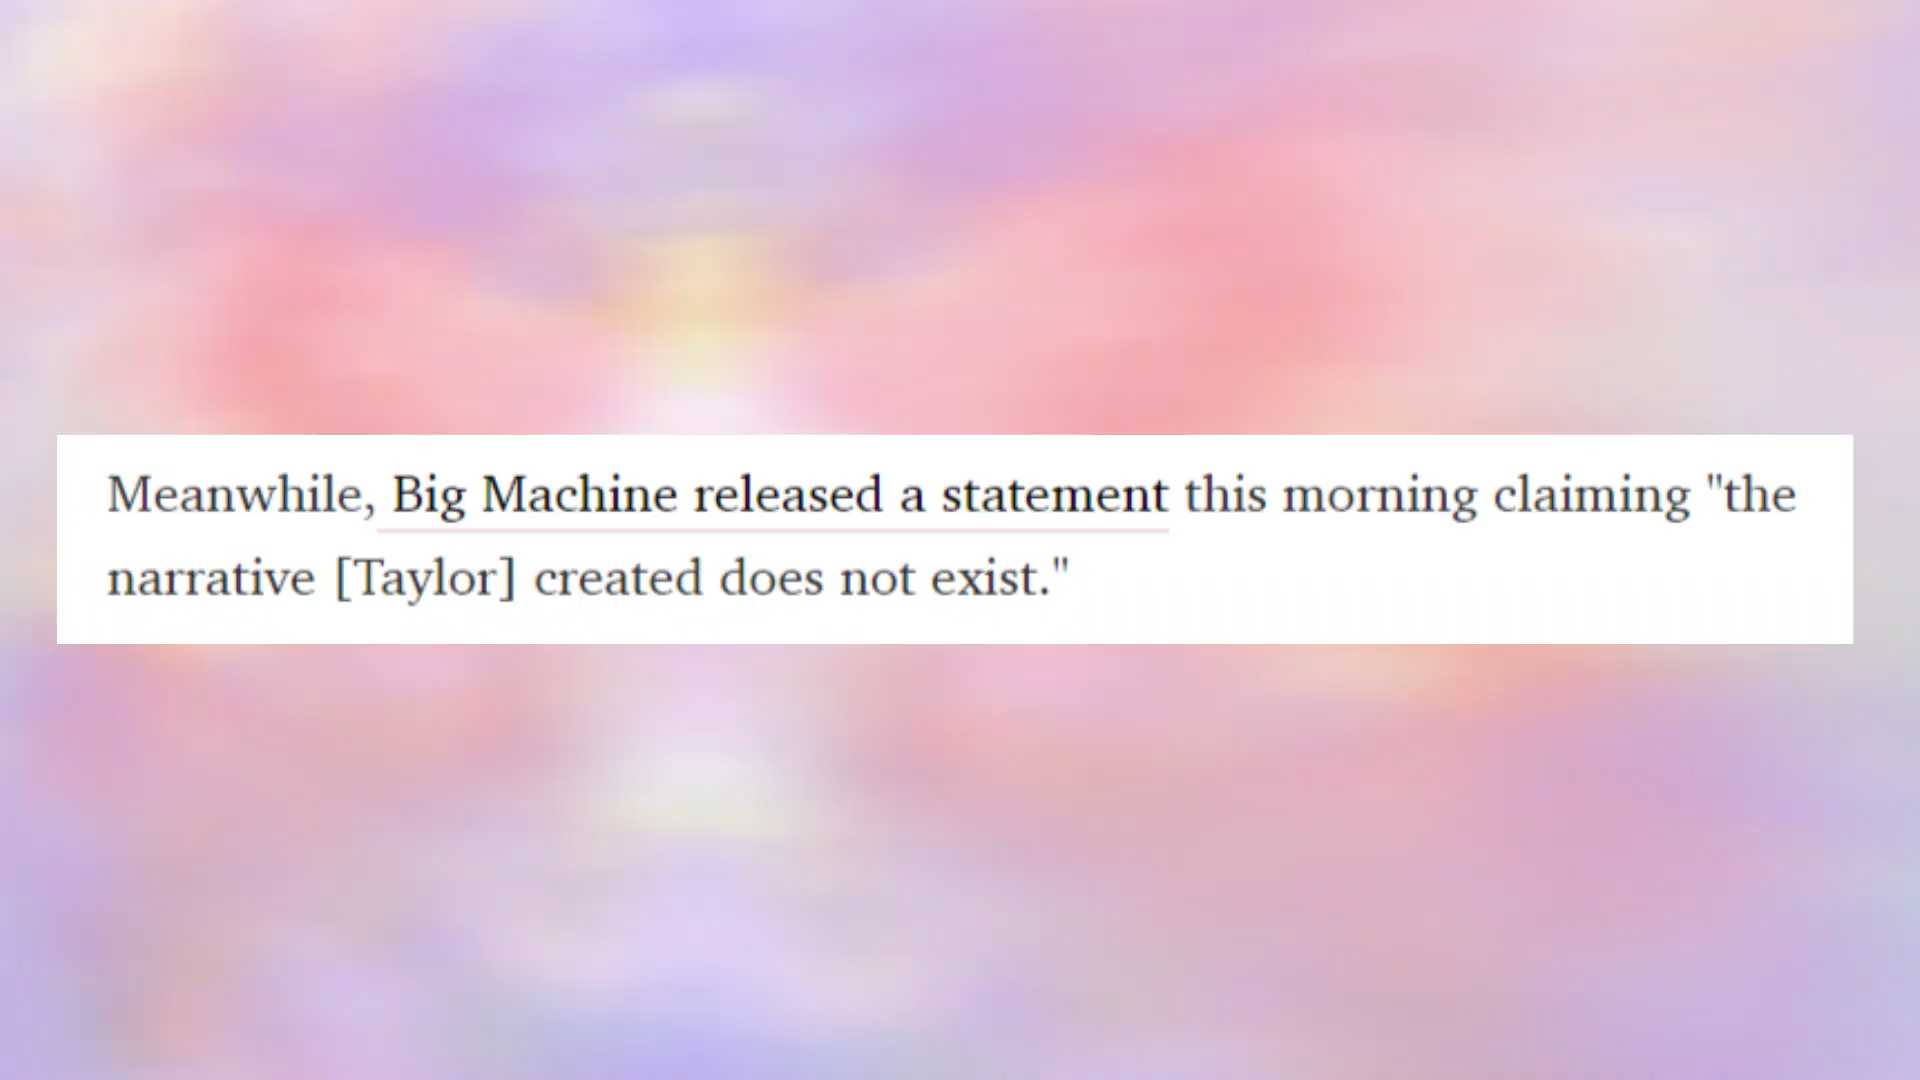 Meanwhile, Big Machine released a statement this morning claiming "the
narrative [Taylor] created does not exist."